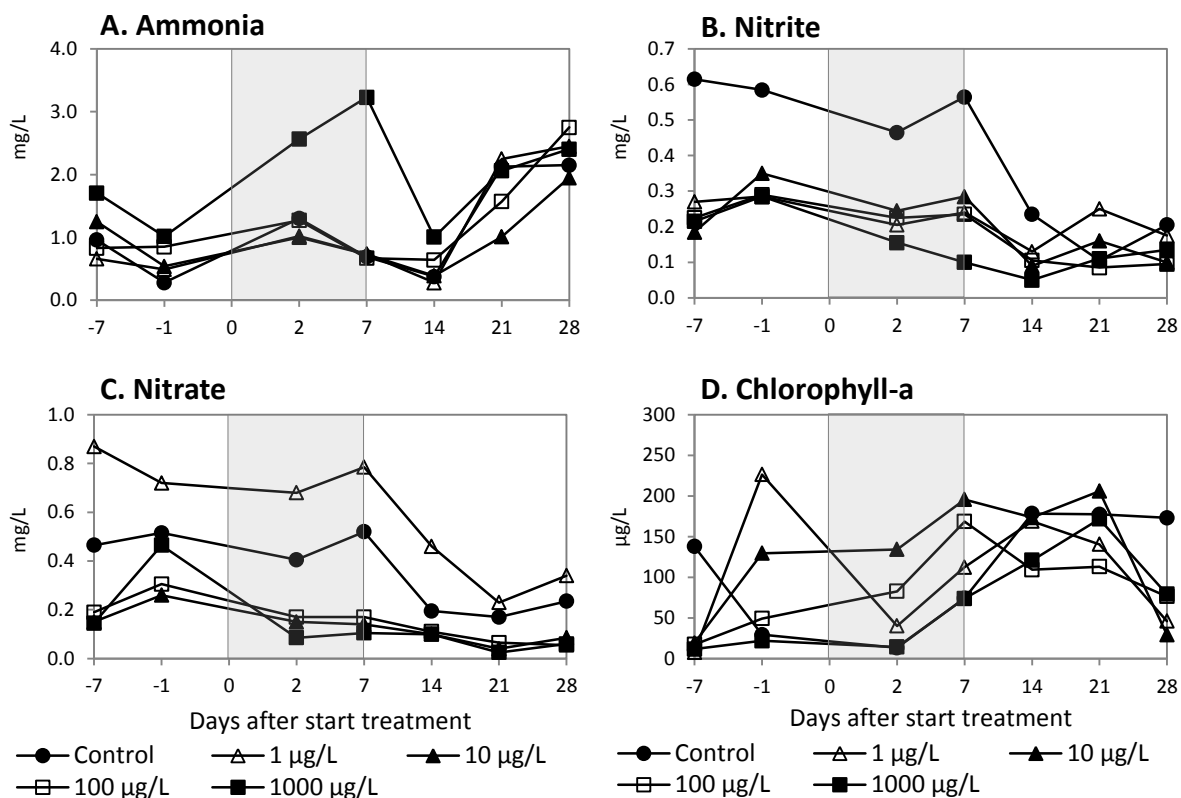 A. Ammonia
mg/L
4.0
3.0
2.0
1.0
0.0
-7 -1 0 2 7 14 21 28
B. Nitrite
mg/L
0.7
0.6
0.5
0.4
0.3
0.2
0.1
0.0
-7 -1 0 2 7 14 21 28
C. Nitrate
mg/L
1.0
0.8
0.6
0.4
0.2
0.0
-7 -1 0 2 7 14 21 28
Days after start treatment
D. Chlorophyll-a
µg/L
300
250
200
150
100
50
0
-7 -1 0 2 7 14 21 28
Days after start treatment
Control 1 µg/L 10 µg/L
100 µg/L 1000 µg/L
Control 1 µg/L 10 µg/L
100 µg/L 1000 µg/L